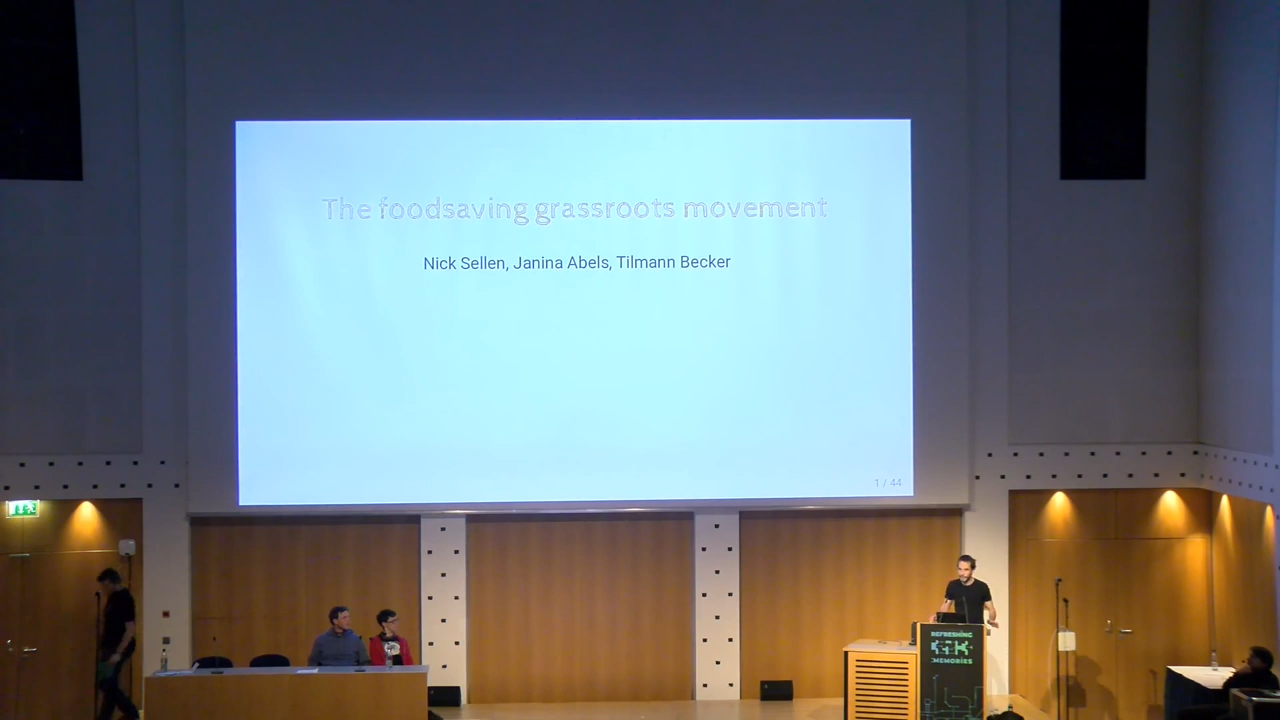 The foodsaving grassroots movement
Nick Sellen, Janina Abels, Tilmann Becker
1 / 44
REFRESHING
MEMORIES